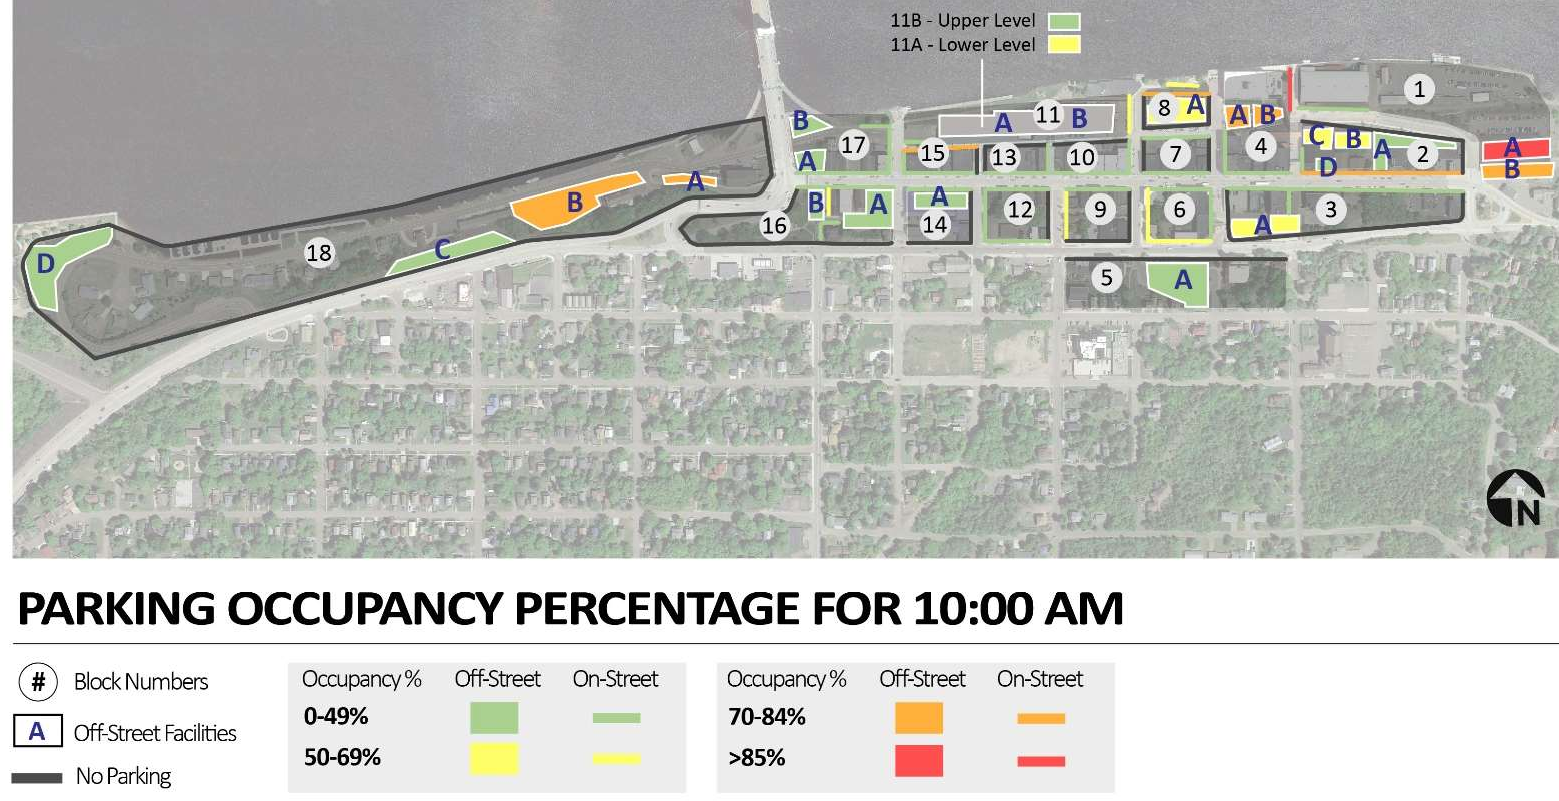 11B - Upper Level
11A - Lower Level
1
B
17
A
11
A B
8 A
A B
4
C B A 2
D
A
B
15
13
10
7
A
B
A
B A
16
A
14
12
9
6
A
3
D
18
C
5 A
N
PARKING OCCUPANCY PERCENTAGE FOR 10:00 AM
# Block Numbers
A Off-Street Facilities
No Parking
Occupancy % Off-Street On-Street
0-49%
50-69%
Occupancy % Off-Street On-Street
70-84%
>85%